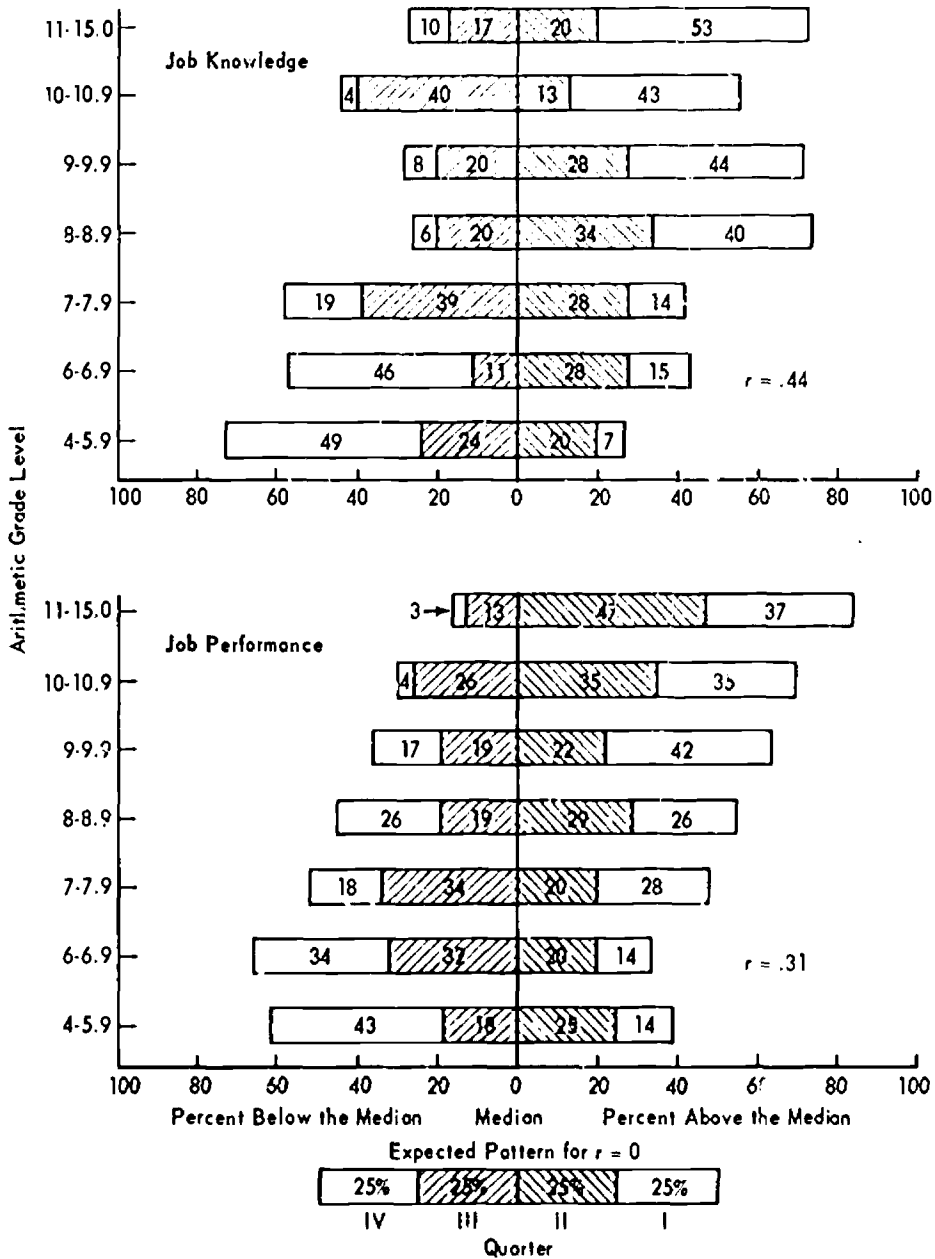 11-15.0 10 17 20 53
Job Knowledge
10-10.9 4 40 13 43
9-9.9 8 20 28 44
8-8.9 6 20 34 40
7-7.9 19 39 28 14
6-6.9 46 11 28 15 r = .44
4-5.9 49 24 20 7
100 80 60 40 20 0 20 40 60 80 100
Aritl.metic Grade Level
11-15.0 3 13 47 37
Job Performance
10-10.9 4 26 35 35
9-9.9 17 19 22 42
8-8.9 26 19 29 26
7-7.9 18 34 20 28
6-6.9 34 32 20 14 r = .31
4-5.9 43 18 25 14
100 80 60 40 20 0 20 40 80 100
Percent Below the Median Median Percent Above the Median
Expected Pattern for r = 0
25% 25% 25% 25%
IV III II I
Quarter